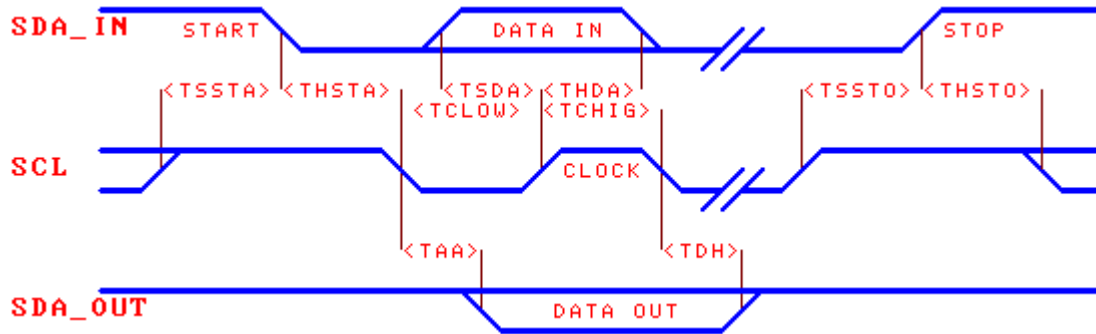 SDA_IN START DATA IN STOP
<TSSTA> <THSTA> <TSDA> <THDA> <TSSTO> <THSTO>
<TCLOW> <TCHIG>
SCL CLOCK
<TAA> <TDH>
SDA_OUT DATA OUT